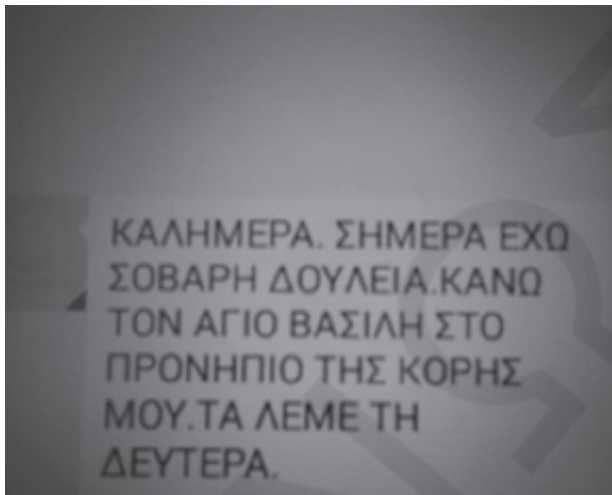 ΚΑΛΗΜΕΡΑ. ΣΗΜΕΡΑ ΕΧΩ
ΣΟΒΑΡΗ ΔΟΥΛΕΙΑ.ΚΑΝΩ
ΤΟΝ ΑΓΙΟ ΒΑΣΙΛΗ ΣΤΟ
ΠΡΟΝΗΠΙΟ ΤΗΣ ΚΟΡΗΣ
ΜΟΥ.ΤΑ ΛΕΜΕ ΤΗ
ΔΕΥΤΕΡΑ.